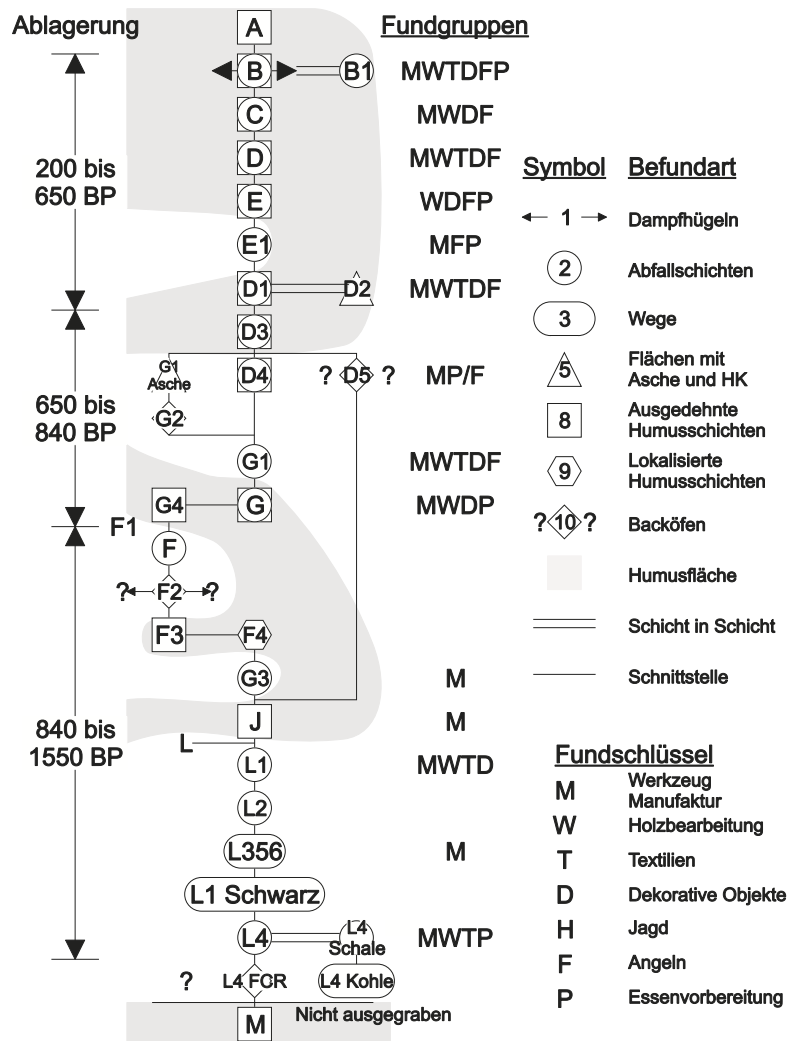 Ablagerung
A
Fundgruppen
B
B1
MWTDFP
C
MWDF
D
MWTDF
200 bis
650 BP
E
WDFP
E1
MFP
D1
D2
MWTDF
D3
G1
Asche
D4
? D5 ?
MP/F
650 bis
840 BP
G2
G1
MWTDF
G4
G
MWDP
F1
F
? F2 ?
F3
F4
G3
M
J
M
840 bis
1550 BP
L
L1
MWTD
L2
L356
M
L1 Schwarz
L4
L4
Schale
MWTP
?
L4 FCR
L4 Kohle
Nicht ausgegraben
M
Symbol Befundart
1 Dampfhügeln
2 Abfallschichten
3 Wege
5 Flächen mit
Asche und HK
8 Ausgedehnte
Humusschichten
9 Lokalisierte
Humusschichten
? 10 ? Backöfen
Humusfläche
Schicht in Schicht
Schnittstelle
Fundschlüssel
M Werkzeug
Manufaktur
W Holzbearbeitung
T Textilien
D Dekorative Objekte
H Jagd
F Angeln
P Essenvorbereitung